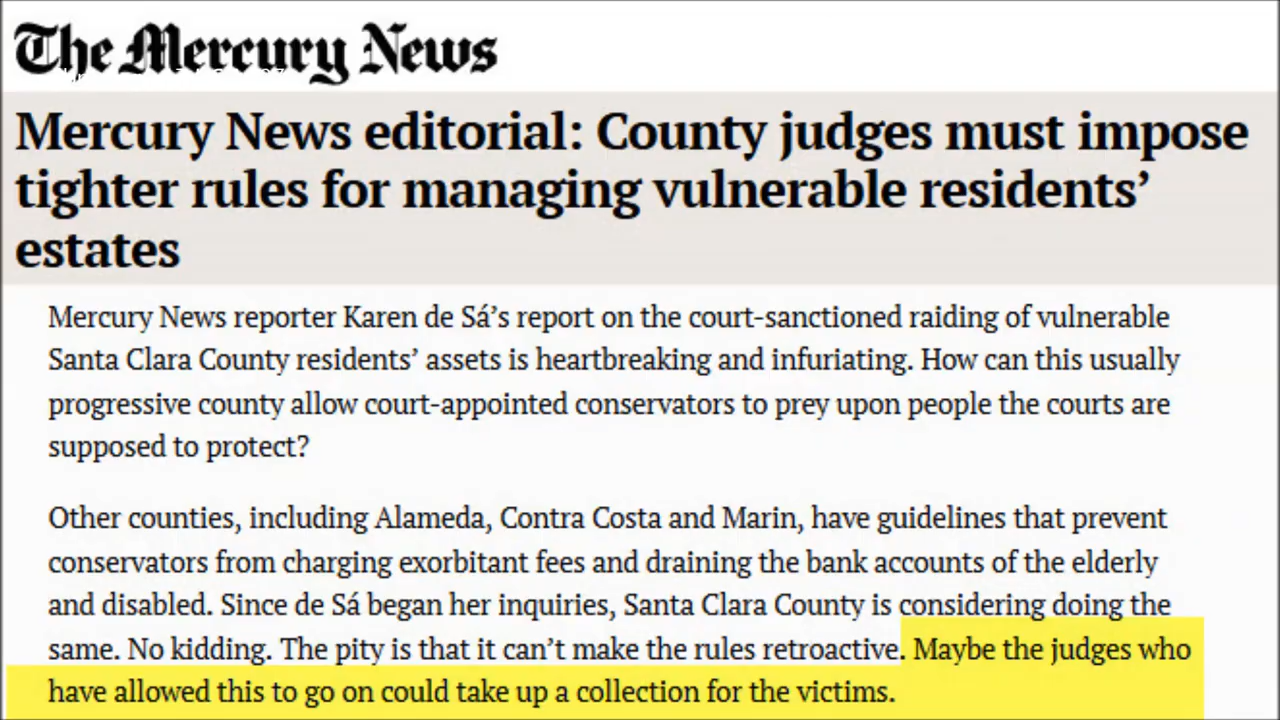 The Mercury News
Mercury News editorial: County judges must impose
tighter rules for managing vulnerable residents’
estates
Mercury News reporter Karen de Sá’s report on the court-sanctioned raiding of vulnerable
Santa Clara County residents’ assets is heartbreaking and infuriating. How can this usually
progressive county allow court-appointed conservators to prey upon people the courts are
supposed to protect?
Other counties, including Alameda, Contra Costa and Marin, have guidelines that prevent
conservators from charging exorbitant fees and draining the bank accounts of the elderly
and disabled. Since de Sá began her inquiries, Santa Clara County is considering doing the
same. No kidding. The pity is that it can’t make the rules retroactive. Maybe the judges who
have allowed this to go on could take up a collection for the victims.